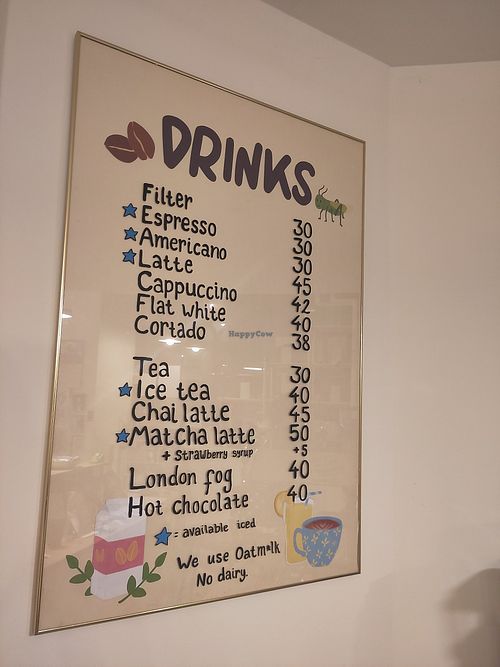 DRINKS
Filter 30
Espresso 30
Americano 30
Latte 45
Cappuccino 42
Flat white 40
Cortado 38
Tea 30
Ice tea 40
Chai latte 45
Matcha latte 50
+ Strawberry syrup +5
London fog 40
Hot chocolate 40
= available iced
We use Oatm*lk
No dairy.
HappyCow